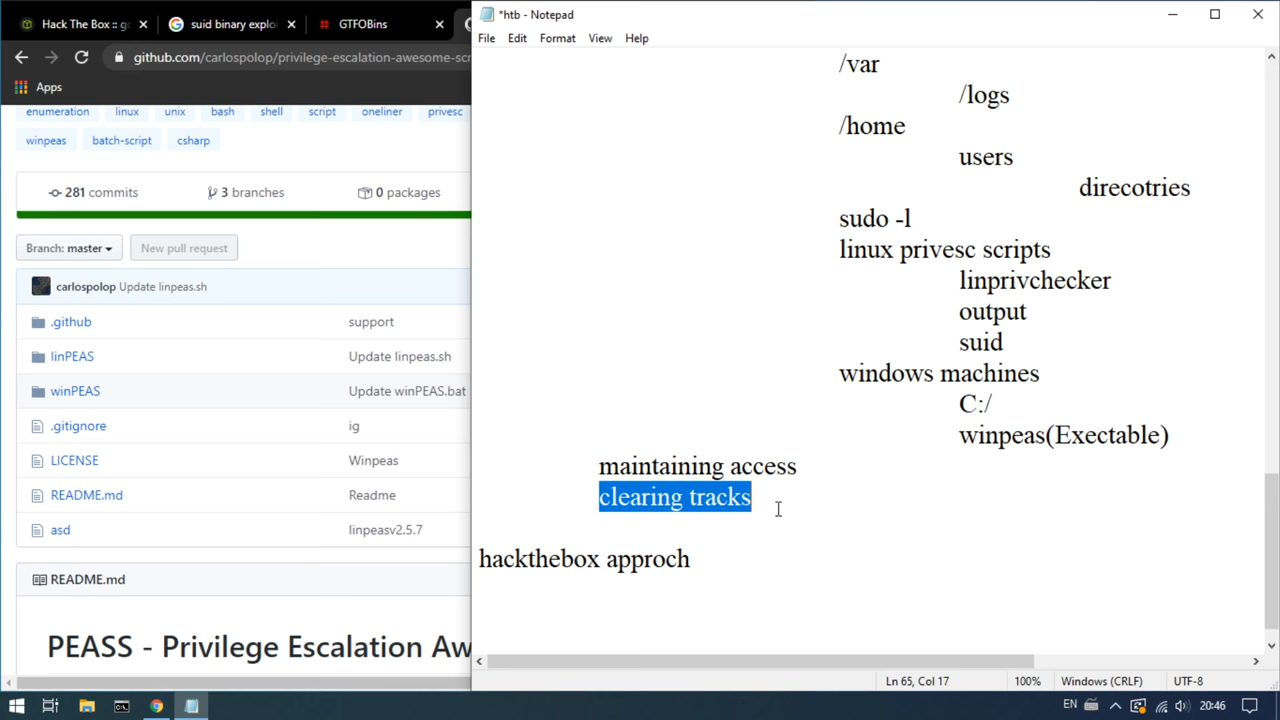 Hack The Box :: g
suid binary explo
GTFOBins
github.com/carlospolop/privilege-escalation-awesome-sc
Apps
enumeration
linux
unix
bash
shell
script
oneliner
privesc
winpeas
batch-script
csharp
281 commits
3 branches
0 packages
Branch: master
New pull request
carlospolop Update linpeas.sh
.github
support
linPEAS
Update linpeas.sh
winPEAS
Update winPEAS.bat
.gitignore
ig
LICENSE
Winpeas
README.md
Readme
asd
linpeasv2.5.7
README.md
PEASS - Privilege Escalation Aw
*htb - Notepad
File Edit Format View Help
/var
/logs
/home
users
direcotries
sudo -l
linux privesc scripts
linprivchecker
output
suid
windows machines
C:/
winpeas(Exectable)
maintaining access
clearing tracks
hackthebox approch
Ln 65, Col 17
100%
Windows (CRLF)
UTF-8
EN
20:46